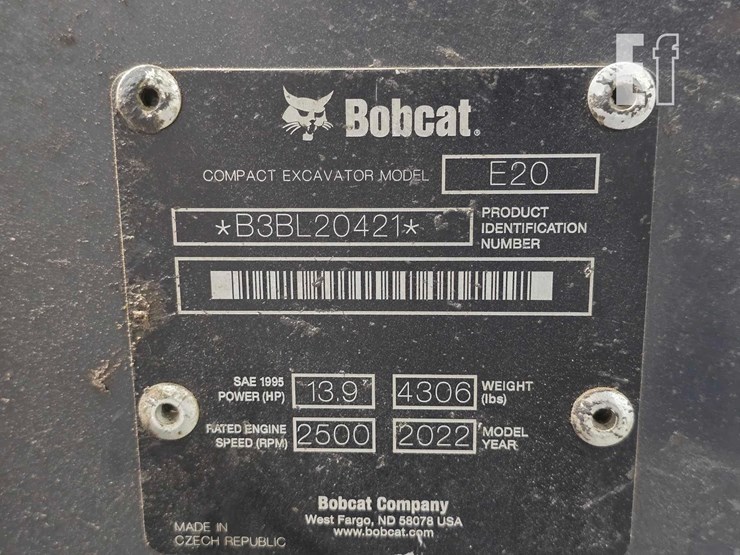 Ef
Bobcat®
COMPACT EXCAVATOR MODEL E20
*B3BL20421* PRODUCT
IDENTIFICATION
NUMBER
SAE 1995
POWER (HP) 13.9 4306 WEIGHT
(lbs)
RATED ENGINE
SPEED (RPM) 2500 2022 MODEL
YEAR
Bobcat Company
West Fargo, ND 58078 USA
www.bobcat.com
MADE IN
CZECH REPUBLIC